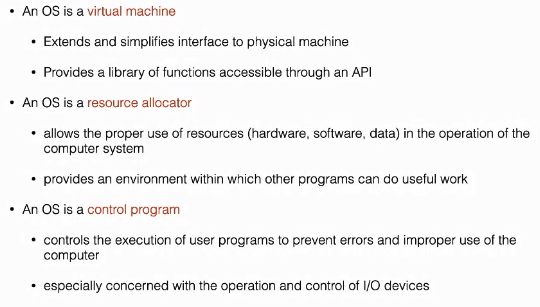 • An OS is a virtual machine
• Extends and simplifies interface to physical machine
• Provides a library of functions accessible through an API
• An OS is a resource allocator
• allows the proper use of resources (hardware, software, data) in the operation of the
computer system
• provides an environment within which other programs can do useful work
• An OS is a control program
• controls the execution of user programs to prevent errors and improper use of the
computer
• especially concerned with the operation and control of I/O devices